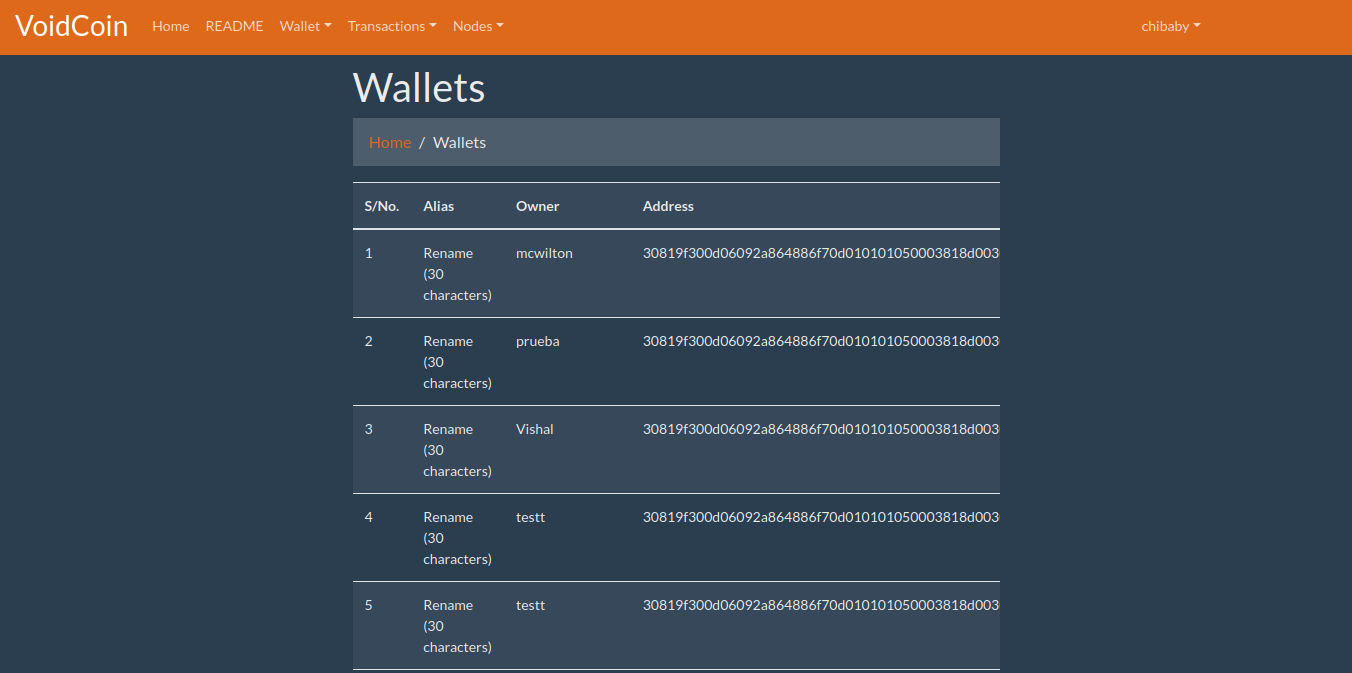 VoidCoin Home README Wallet Transactions Nodes chibaby
Wallets
Home / Wallets
S/No. Alias Owner Address
1 Rename (30 characters) mcwilton 30819f300d06092a864886f70d010101050003818d003
2 Rename (30 characters) prueba 30819f300d06092a864886f70d010101050003818d003
3 Rename (30 characters) Vishal 30819f300d06092a864886f70d010101050003818d003
4 Rename (30 characters) testt 30819f300d06092a864886f70d010101050003818d003
5 Rename (30 characters) testt 30819f300d06092a864886f70d010101050003818d003